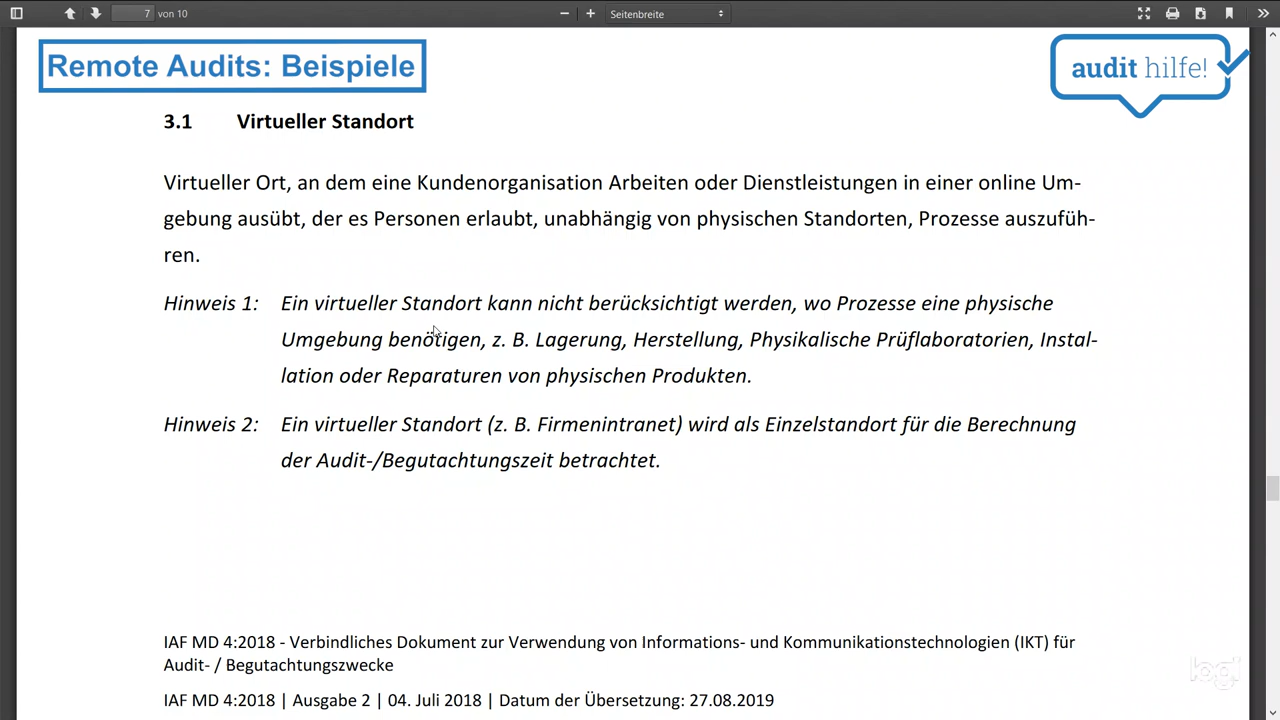 7 von 10
Seitenbreite
Remote Audits: Beispiele
audit hilfe!
3.1 Virtueller Standort
Virtueller Ort, an dem eine Kundenorganisation Arbeiten oder Dienstleistungen in einer online Um-
gebung ausübt, der es Personen erlaubt, unabhängig von physischen Standorten, Prozesse auszufüh-
ren.
Hinweis 1: Ein virtueller Standort kann nicht berücksichtigt werden, wo Prozesse eine physische
Umgebung benötigen, z. B. Lagerung, Herstellung, Physikalische Prüflaboratorien, Instal-
lation oder Reparaturen von physischen Produkten.
Hinweis 2: Ein virtueller Standort (z. B. Firmenintranet) wird als Einzelstandort für die Berechnung
der Audit-/Begutachtungszeit betrachtet.
IAF MD 4:2018 - Verbindliches Dokument zur Verwendung von Informations- und Kommunikationstechnologien (IKT) für
Audit- / Begutachtungszwecke
IAF MD 4:2018 | Ausgabe 2 | 04. Juli 2018 | Datum der Übersetzung: 27.08.2019
logi